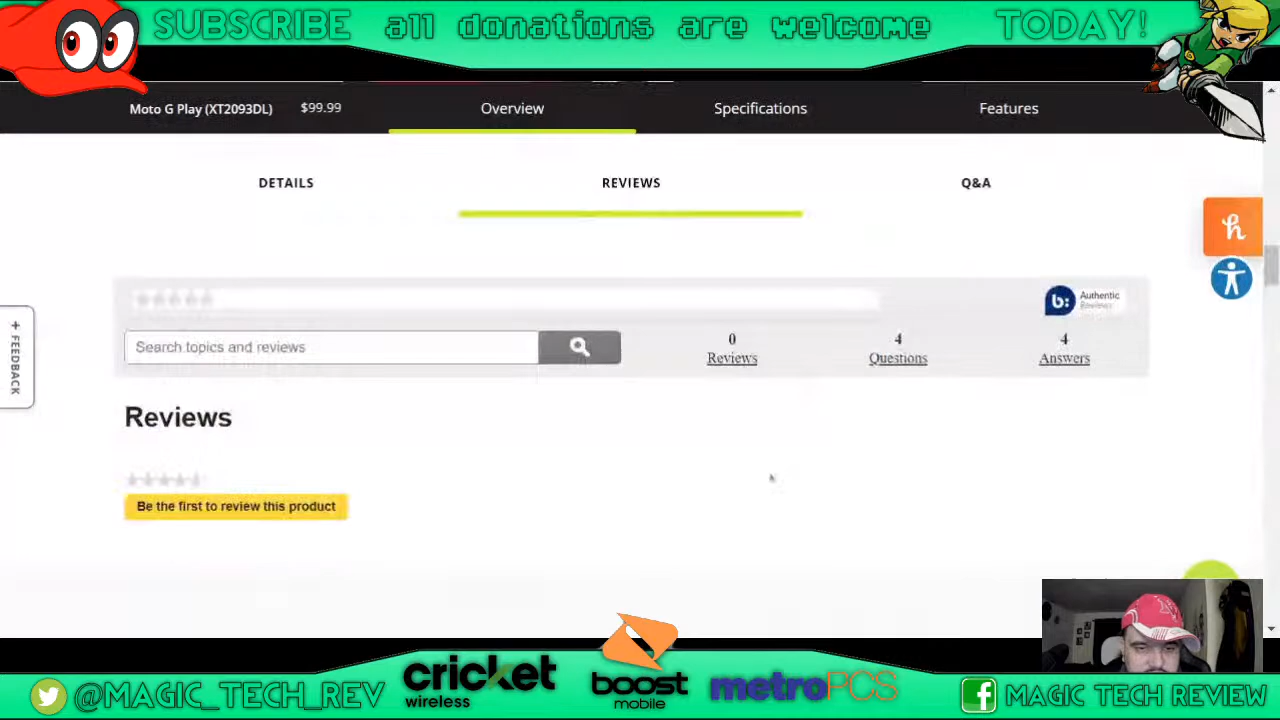 SUBSCRIBE all donations are welcome TODAY!
Moto G Play (XT2093DL) $99.99 Overview Specifications Features
DETAILS REVIEWS Q&A
h
b: Authentic Reviews
+ FEEDBACK
Search topics and reviews
0 Reviews
4 Questions
4 Answers
Reviews
Be the first to review this product
@MAGIC_TECH_REV
cricket wireless
boost mobile
metroPCS
f MAGIC TECH REVIEW